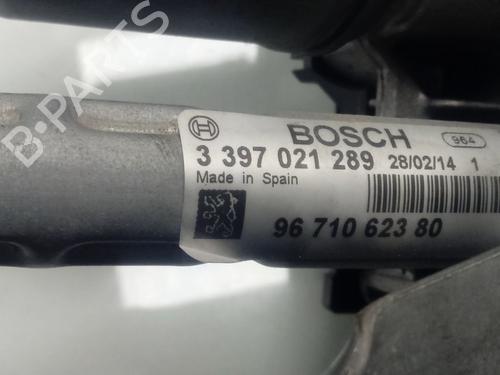 B-PARTS
BOSCH 964
3 397 021 289 28/02/14 1
Made in Spain
96 710 623 80